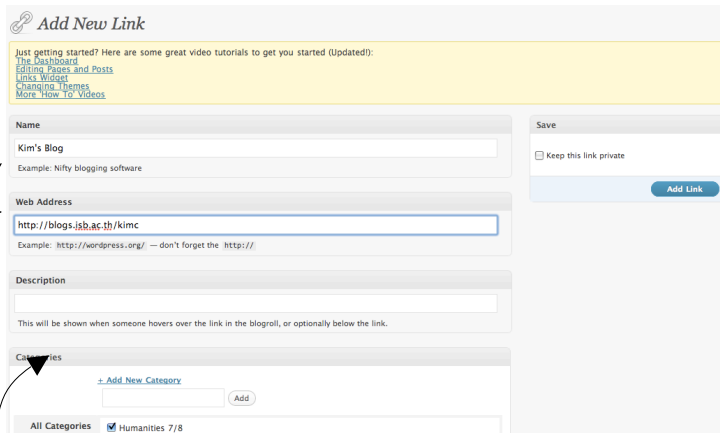 Add New Link
Just getting started? Here are some great video tutorials to get you started (Updated!):
The Dashboard
Editing Pages and Posts
Links Widget
Changing Themes
More 'How To' Videos
Name
Kim's Blog
Example: Nifty blogging software
Save
Keep this link private
Add Link
Web Address
http://blogs.isb.ac.th/kimc
Example: http://wordpress.org/ — don't forget the http://
Description
This will be shown when someone hovers over the link in the blogroll, or optionally below the link.
Categories
+ Add New Category
Add
All Categories
Humanities 7/8